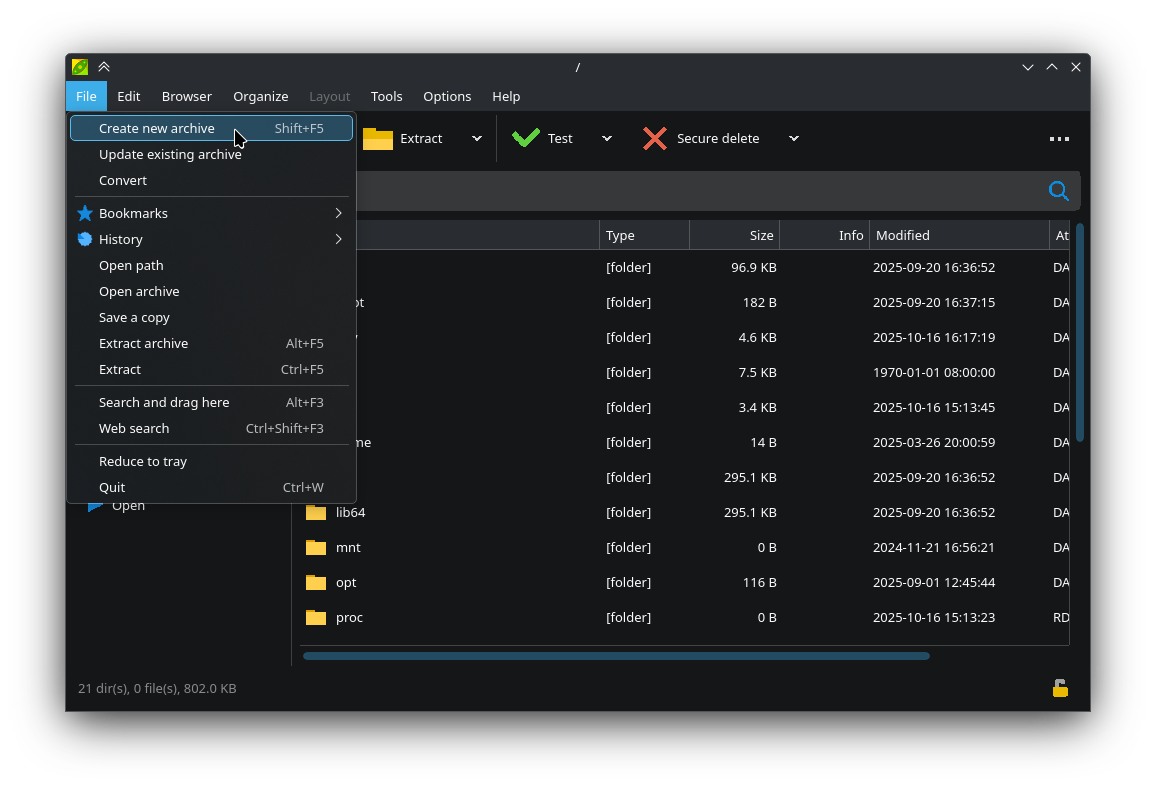 /
File Edit Browser Organize Layout Tools Options Help
Create new archive Shift+F5
Update existing archive
Convert
Bookmarks
History
Open path
Open archive
Save a copy
Extract archive Alt+F5
Extract Ctrl+F5
Search and drag here Alt+F3
Web search Ctrl+Shift+F3
Reduce to tray
Quit Ctrl+W
Open
Extract Test Secure delete
Type Size Info Modified At
[folder] 96.9 KB 2025-09-20 16:36:52 DA
[folder] 182 B 2025-09-20 16:37:15 DA
[folder] 4.6 KB 2025-10-16 16:17:19 DA
[folder] 7.5 KB 1970-01-01 08:00:00 DA
[folder] 3.4 KB 2025-10-16 15:13:45 DA
me [folder] 14 B 2025-03-26 20:00:59 DA
[folder] 295.1 KB 2025-09-20 16:36:52 DA
lib64 [folder] 295.1 KB 2025-09-20 16:36:52 DA
mnt [folder] 0 B 2024-11-21 16:56:21 DA
opt [folder] 116 B 2025-09-01 12:45:44 DA
proc [folder] 0 B 2025-10-16 15:13:23 RD
21 dir(s), 0 file(s), 802.0 KB